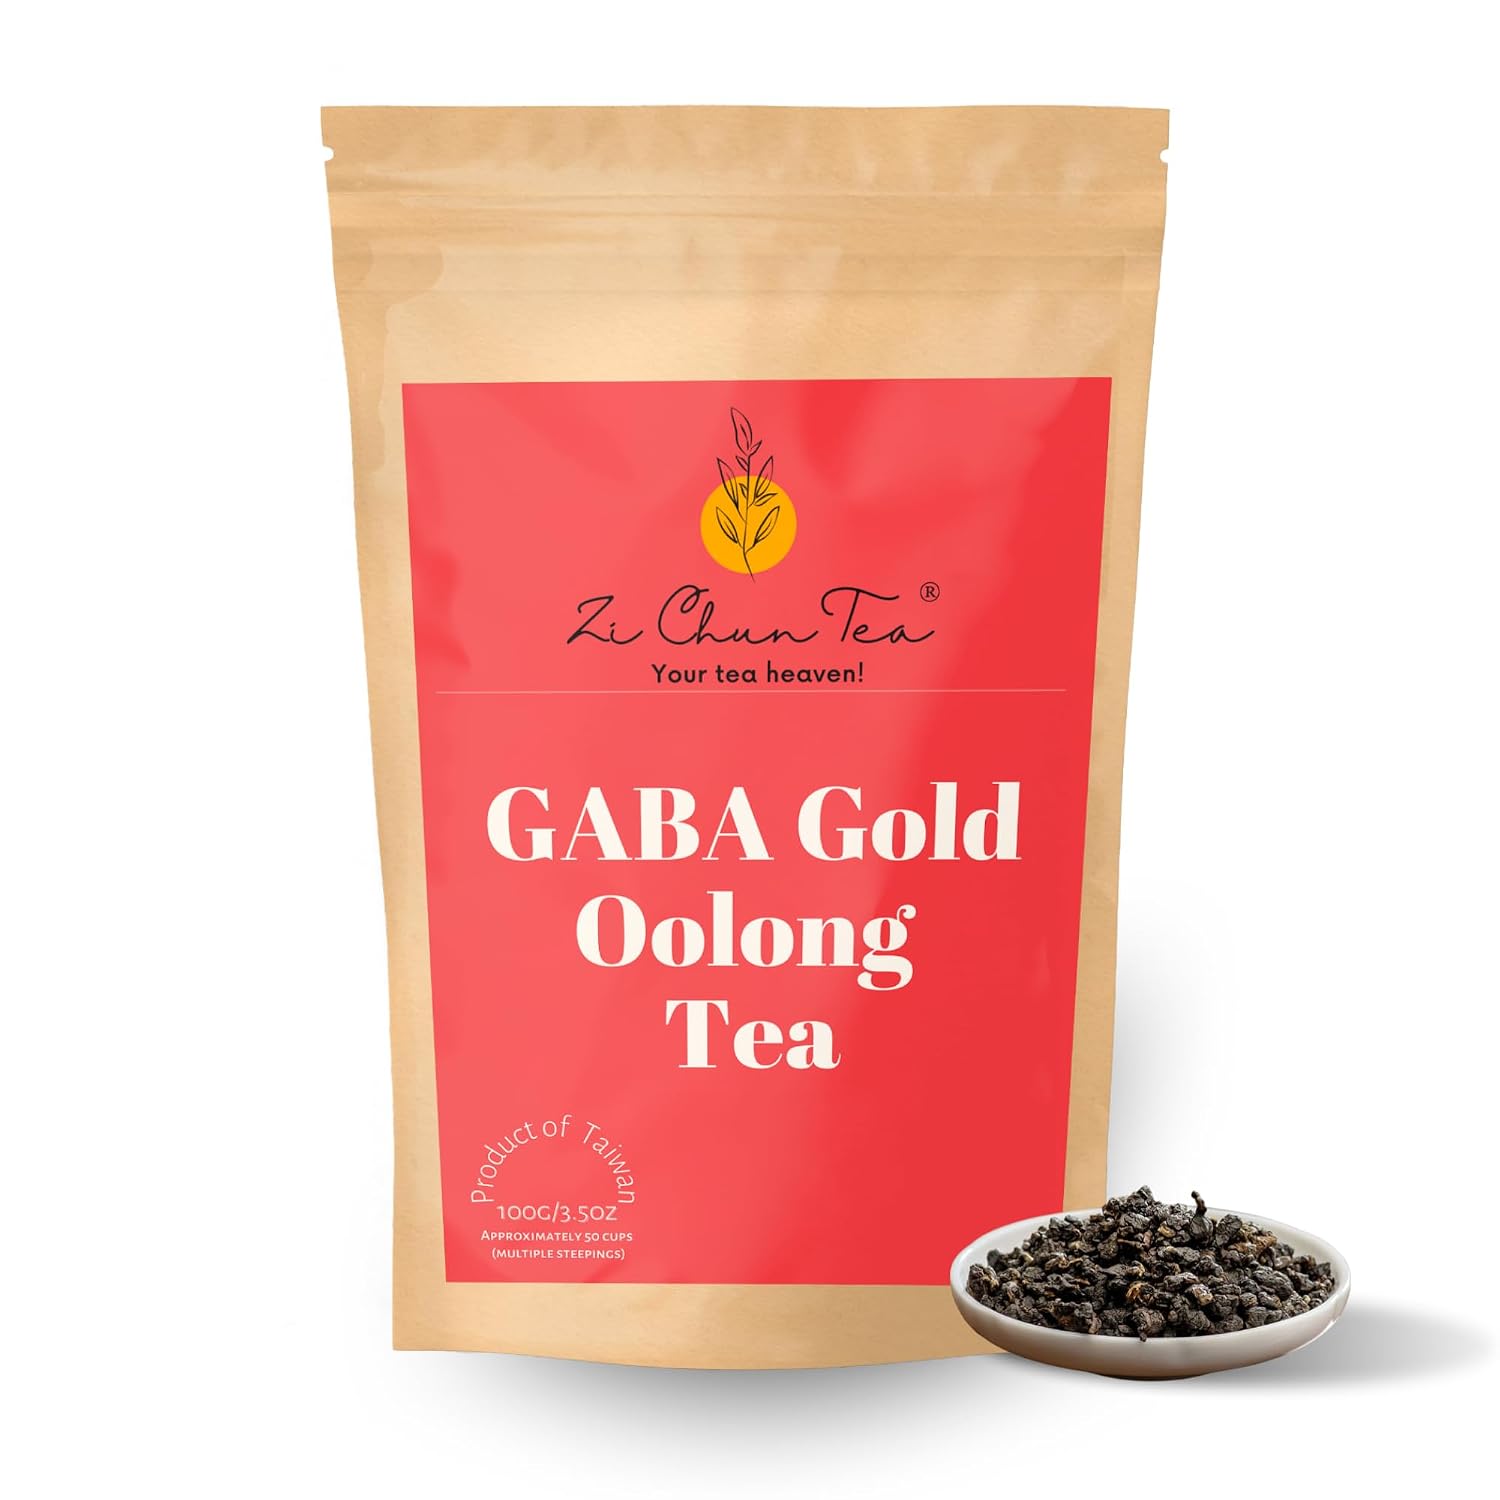 Zi Chun Tea ®
Your tea heaven!
GABA Gold
Oolong
Tea
Product of Taiwan
100G/3.5OZ
APPROXIMATELY 50 CUPS
(MULTIPLE STEEPINGS)